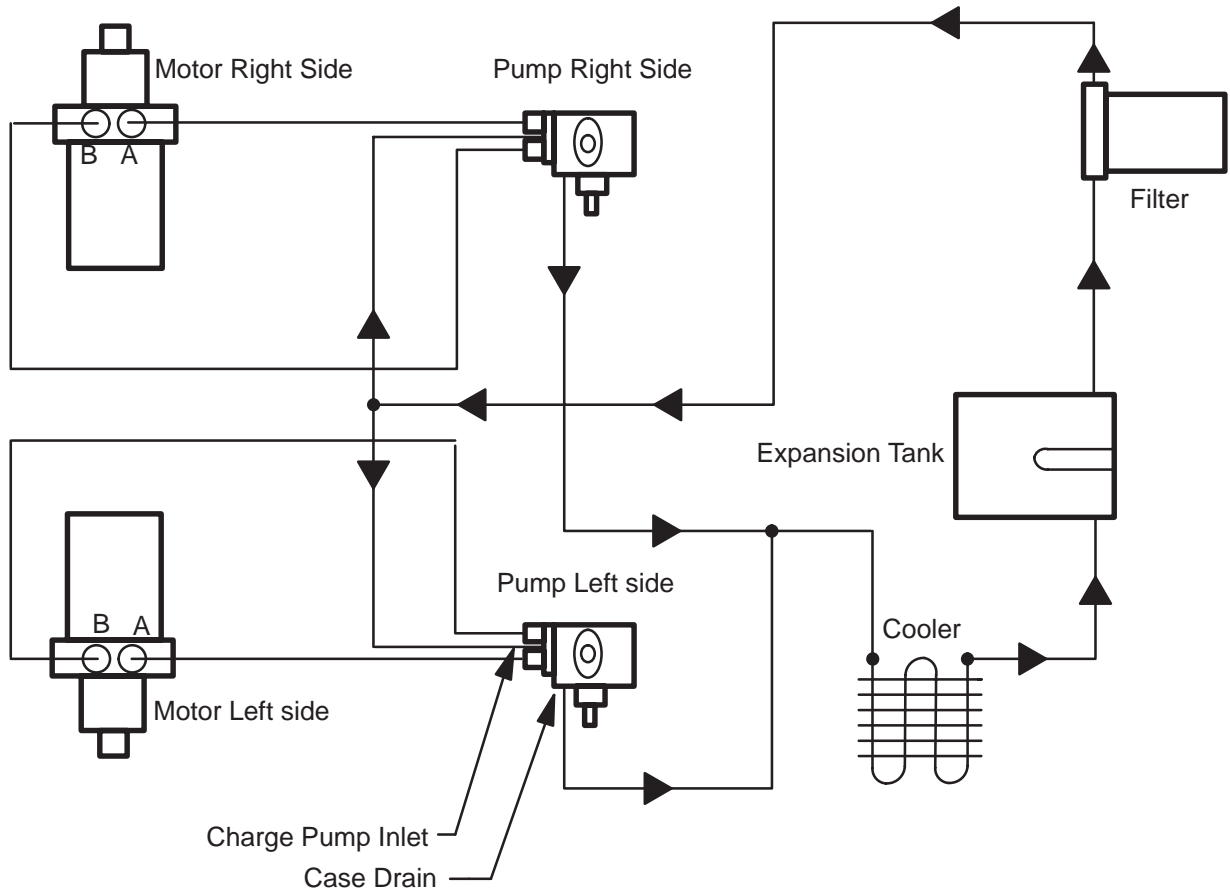 Motor Right Side
Pump Right Side
B A
Filter
Expansion Tank
Pump Left side
B A
Cooler
Motor Left side
Charge Pump Inlet
Case Drain